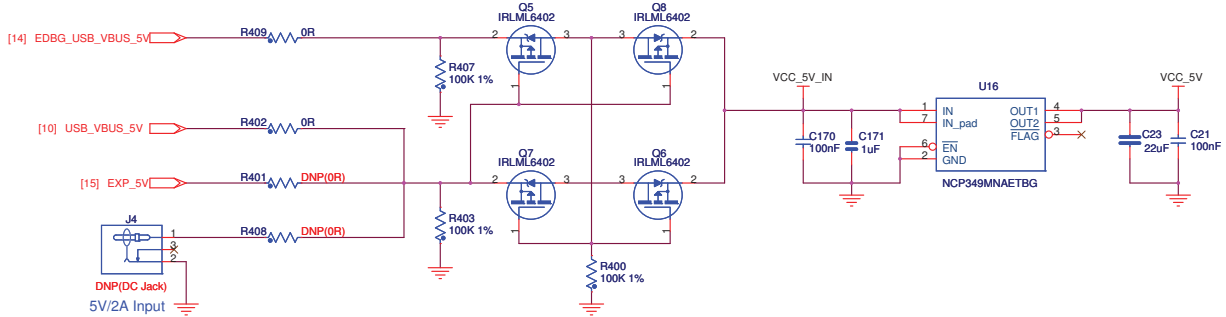 Q5
IRLML6402
Q8
IRLML6402
[14] EDBG_USB_VBUS_5V
R409
0R
2
3
3
2
1
1
R407
100K 1%
VCC_5V_IN
VCC_5V
U16
[10] USB_VBUS_5V
R402
0R
1
7
IN
IN_pad
OUT1
OUT2
FLAG
4
5
3
C170
100nF
C171
1uF
6
2
EN
GND
C23
22uF
C21
100nF
NCP349MNAETBG
Q7
IRLML6402
Q6
IRLML6402
[15] EXP_5V
R401
DNP(0R)
2
3
3
2
1
1
R403
100K 1%
J4
1
3
2
R408
DNP(0R)
R400
100K 1%
DNP(DC Jack)
5V/2A Input